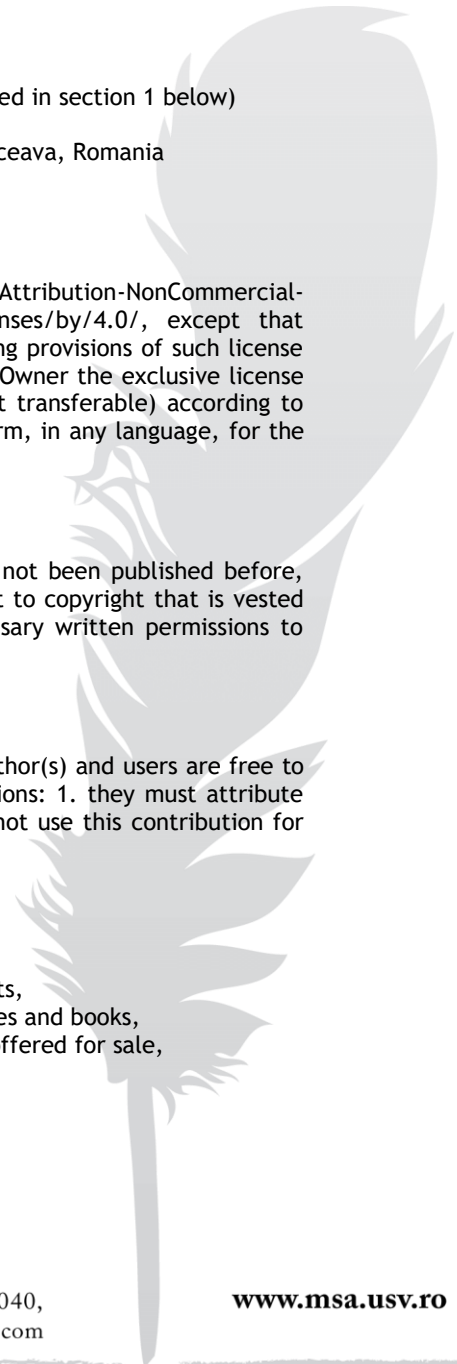 ed in section 1 below)
ceava, Romania
Attribution-NonCommercial-
nses/by/4.0/, except that
ng provisions of such license
Owner the exclusive license
t transferable) according to
rm, in any language, for the
not been published before,
t to copyright that is vested
sary written permissions to
thor(s) and users are free to
ions: 1. they must attribute
not use this contribution for
ts,
es and books,
offered for sale,
040,
com
www.msa.usv.ro